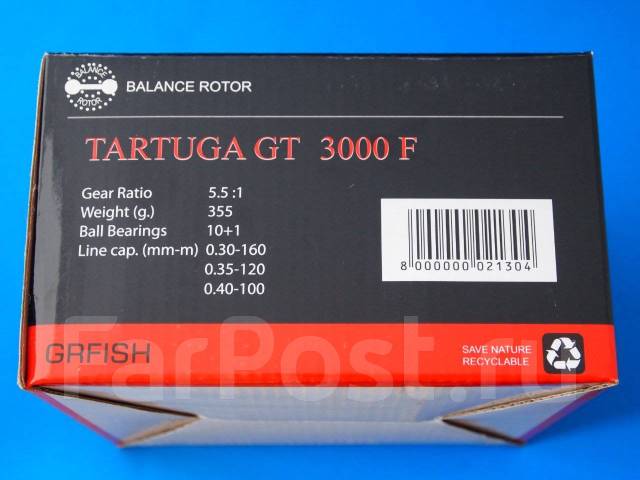 BALANCE
ROTOR
BALANCE ROTOR
TARTUGA GT 3000 F
Gear Ratio 5.5 :1
Weight (g.) 355
Ball Bearings 10+1
Line cap. (mm-m) 0.30-160
0.35-120
0.40-100
8 000000 021304
GRFISH
SAVE NATURE
RECYCLABLE
FarPost.ru